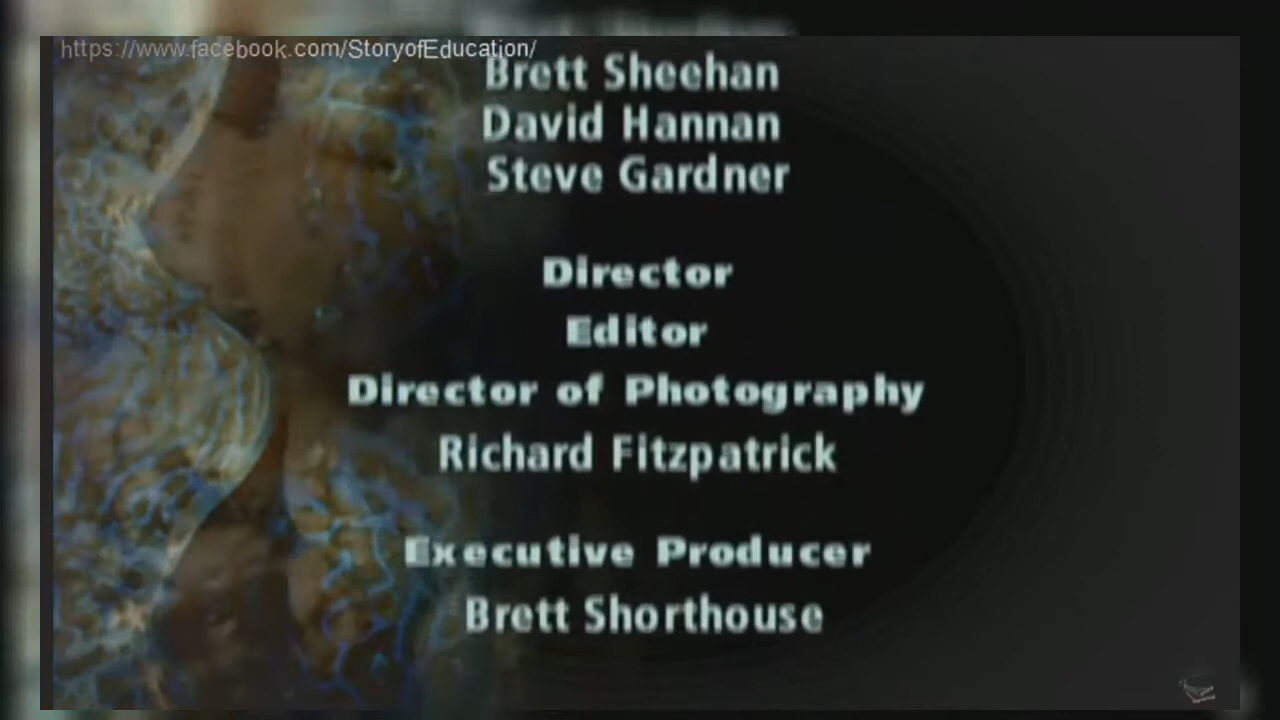 https://www.facebook.com/StoryofEducation/
Brett Sheehan
David Hannan
Steve Gardner
Director
Editor
Director of Photography
Richard Fitzpatrick
Executive Producer
Brett Shorthouse